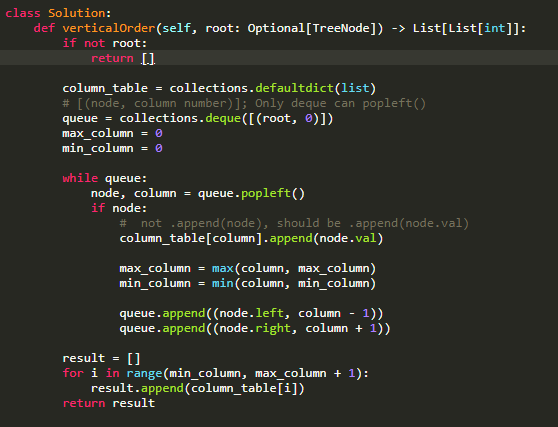 class Solution:
    def verticalOrder(self, root: Optional[TreeNode]) -> List[List[int]]:
        if not root:
            return []
        column_table = collections.defaultdict(list)
        # [(node, column number)]; Only deque can popleft()
        queue = collections.deque([(root, 0)])
        max_column = 0
        min_column = 0
        while queue:
            node, column = queue.popleft()
            if node:
                #  not .append(node), should be .append(node.val)
                column_table[column].append(node.val)
                max_column = max(column, max_column)
                min_column = min(column, min_column)
                queue.append((node.left, column - 1))
                queue.append((node.right, column + 1))
        result = []
        for i in range(min_column, max_column + 1):
            result.append(column_table[i])
        return result